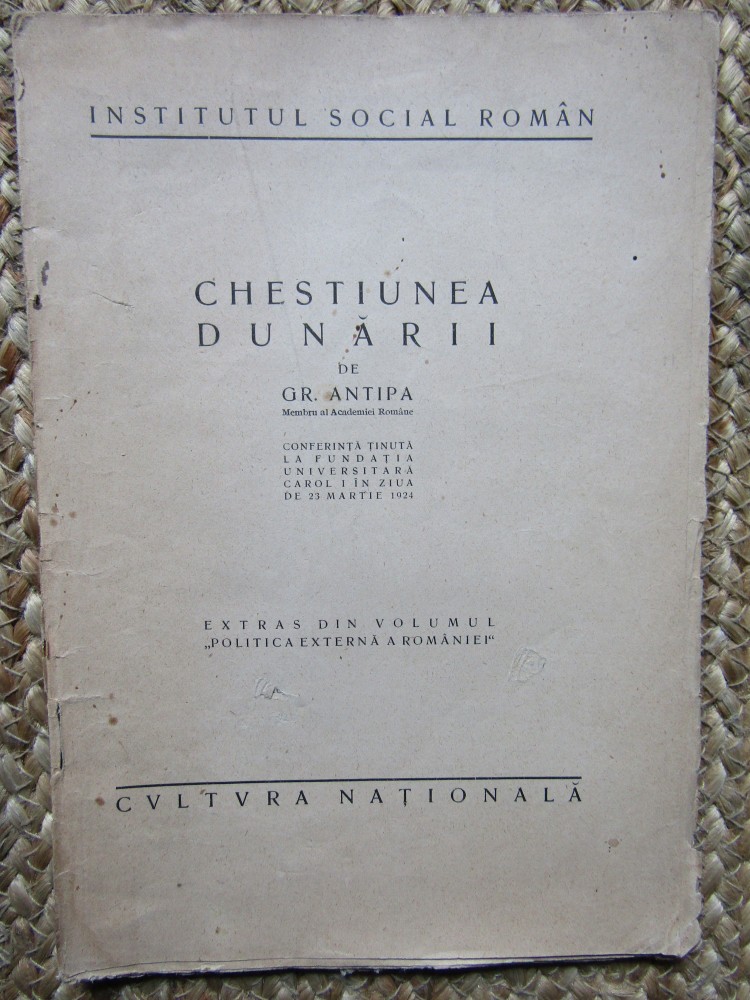 INSTITUTUL SOCIAL ROMÂN
CHESTIUNEA
DUNĂRII
DE
GR. ANTIPA
Membru al Academiei Române
CONFERINȚĂ ȚINUTĂ
LA FUNDAȚIA
UNIVERSITARĂ
CAROL I ÎN ZIUA
DE 23 MARTIE 1924
EXTRAS DIN VOLUMUL
„POLITICA EXTERNĂ A ROMÂNIEI“
CVLTVRA NAȚIONALĂ